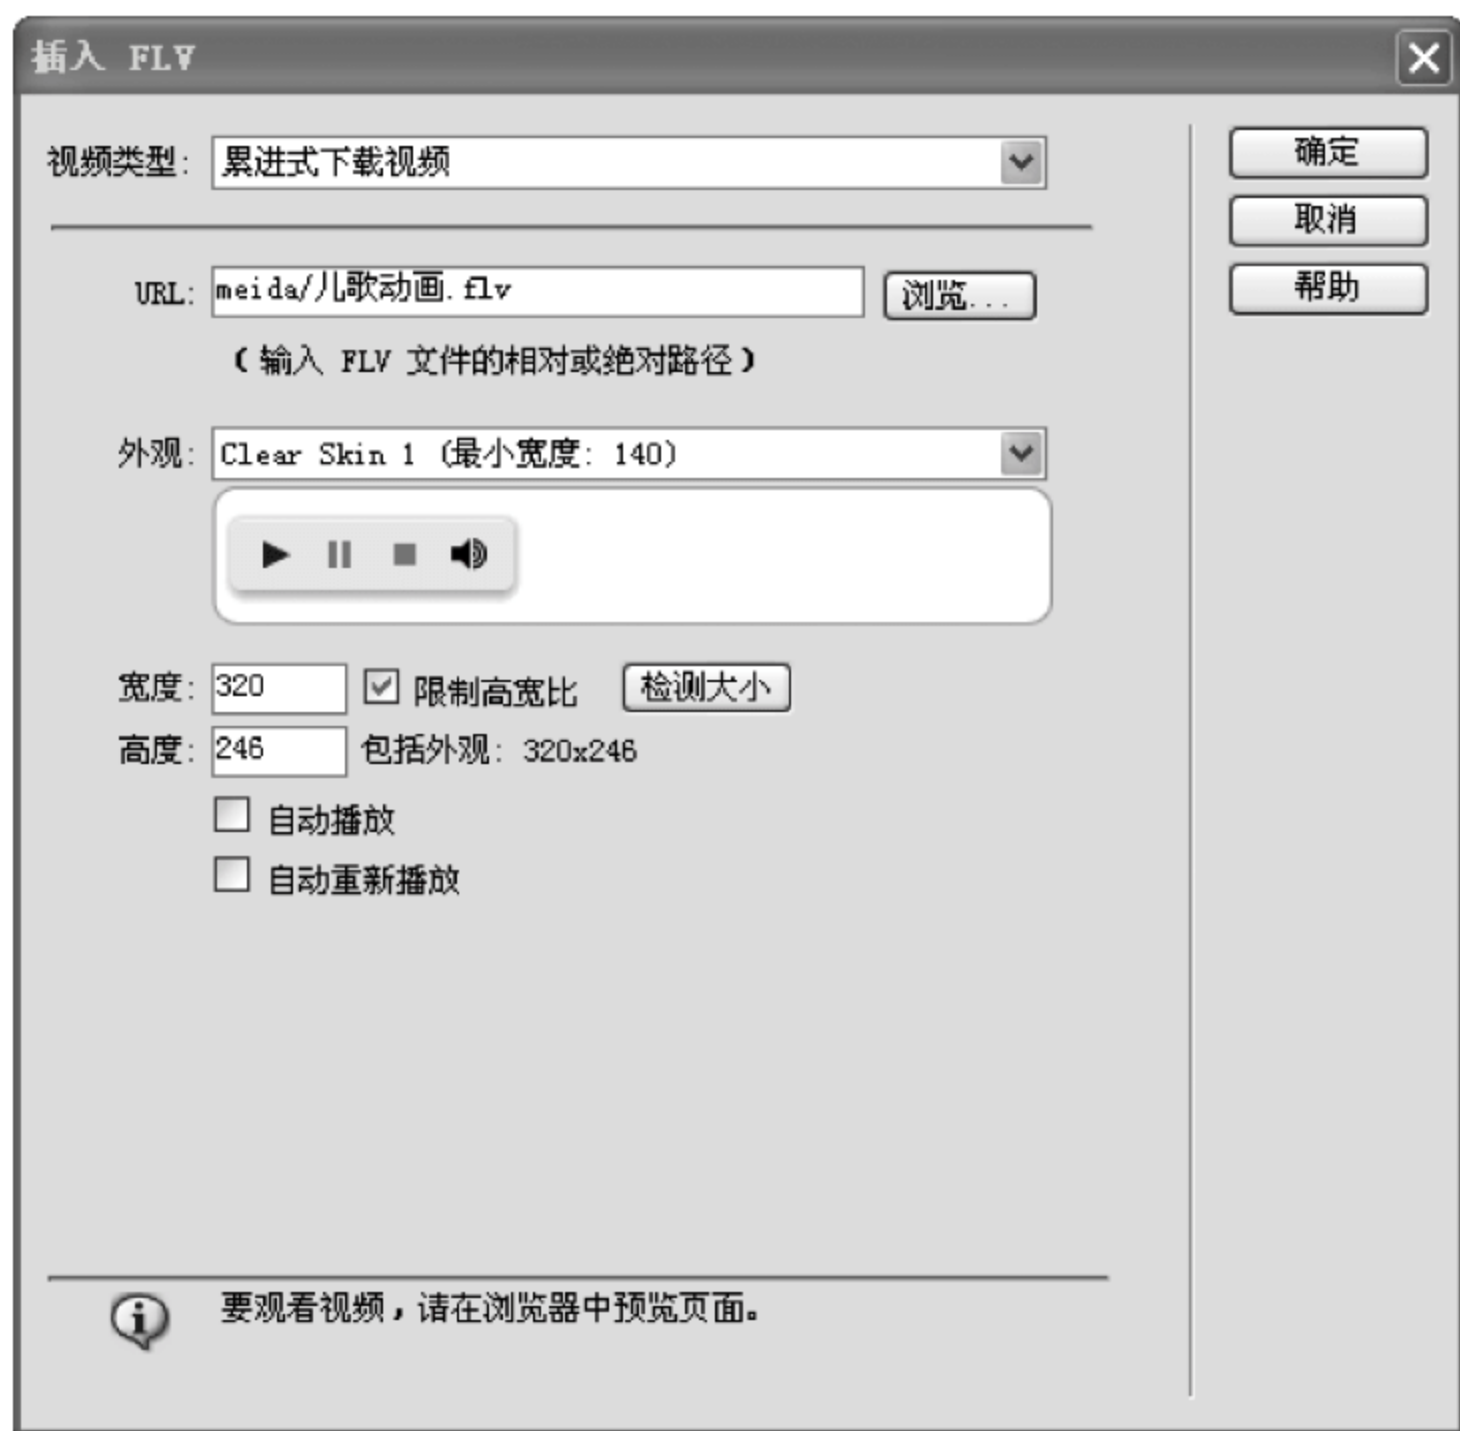 插入 FLV
视频类型: 累进式下载视频
确定
取消
帮助
URL: meida/儿歌动画.flv 浏览...
(输入 FLV 文件的相对或绝对路径)
外观: Clear Skin 1 (最小宽度: 140)
宽度: 320 限制高宽比 检测大小
高度: 246 包括外观: 320x246
自动播放
自动重新播放
要观看视频，请在浏览器中预览页面。